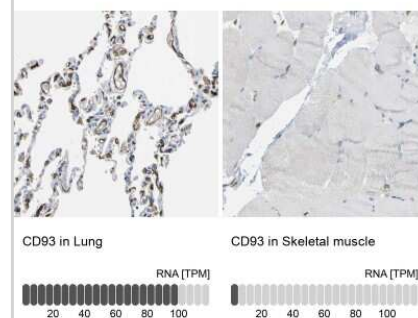 CD93 in Lung
RNA [TPM]
20 40 60 80 100
CD93 in Skeletal muscle
RNA [TPM]
20 40 60 80 100